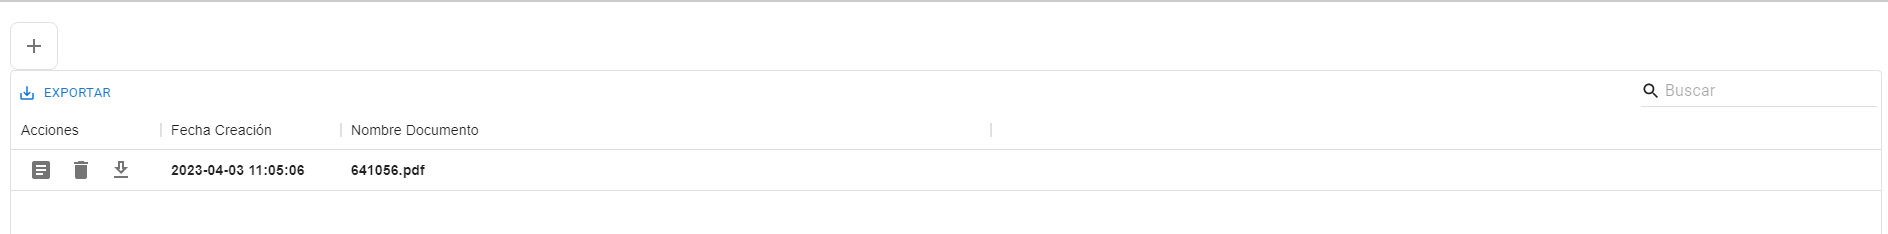 EXPORTAR
Buscar
Acciones Fecha Creación Nombre Documento
2023-04-03 11:05:06 641056.pdf